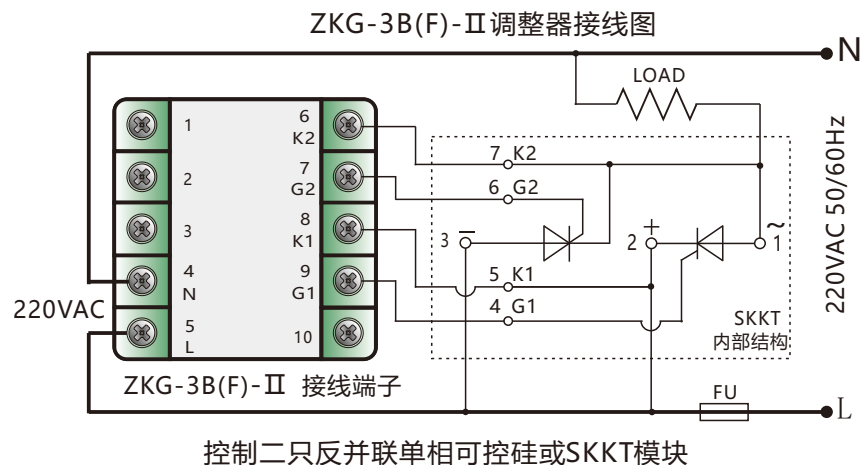 ZKG-3B(F)-Ⅱ调整器接线图
N
LOAD
1
2
3
4
N
5
L
6
K2
7
G2
8
K1
9
G1
10
220VAC
7 K2
6 G2
3 −
2 +
~
1
5 K1
4 G1
SKKT
内部结构
220VAC 50/60Hz
ZKG-3B(F)-Ⅱ 接线端子
FU
L
控制二只反并联单相可控硅或SKKT模块